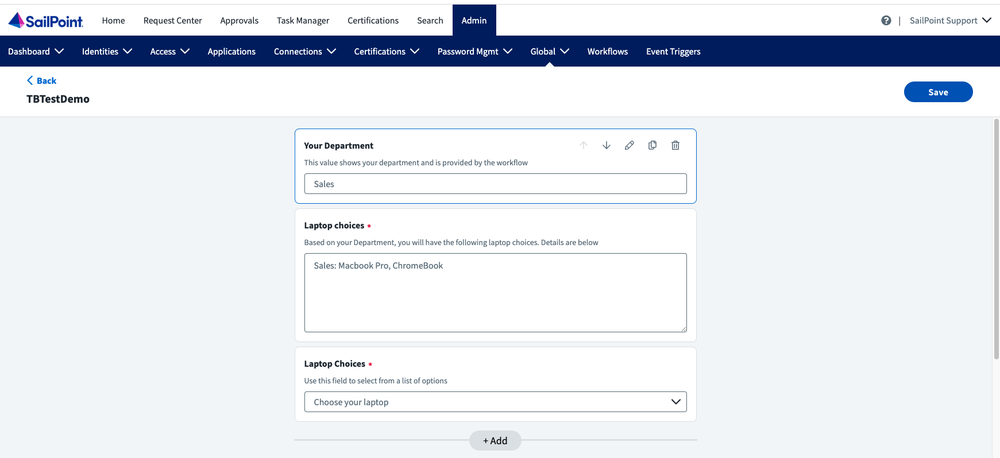 SailPoint. Home Request Center Approvals Task Manager Certifications Search Admin ? | SailPoint Support
Dashboard Identities Access Applications Connections Certifications Password Mgmt Global Workflows Event Triggers
Back
TBTestDemo
Save
Your Department
This value shows your department and is provided by the workflow
Sales
Laptop choices *
Based on your Department, you will have the following laptop choices. Details are below
Sales: Macbook Pro, ChromeBook
Laptop Choices *
Use this field to select from a list of options
Choose your laptop
+ Add